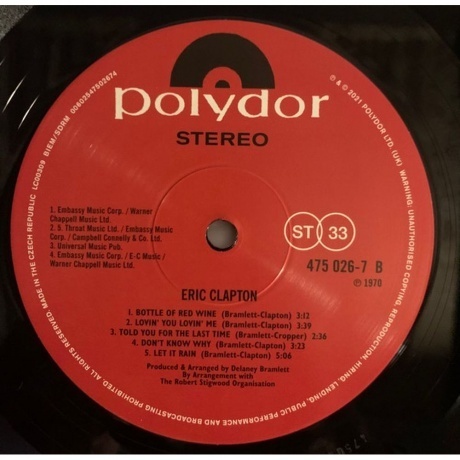 polydor
STEREO
1. Embassy Music Corp. / Warner
Chappell Music Ltd.
2. S. Throat Music Ltd. / Embassy Music
Corp. / Campbell Connelly & Co. Ltd.
3. Universal Music Pub.
4. Embassy Music Corp. / E-C Music /
Warner Chappell Music Ltd.
ST 33
475 026-7 B
℗ 1970
ERIC CLAPTON
1. BOTTLE OF RED WINE (Bramlett-Clapton) 3:12
2. LOVIN' YOU LOVIN' ME (Bramlett-Clapton) 3:39
3. TOLD YOU FOR THE LAST TIME (Bramlett-Cropper) 2:36
4. DON'T KNOW WHY (Bramlett-Clapton) 3:23
5. LET IT RAIN (Bramlett-Clapton) 5:06
Produced & Arranged by Delaney Bramlett
By Arrangement with
The Robert Stigwood Organisation
℗ & © 2021 POLYDOR LTD. (UK) WARNING: UNAUTHORISED COPYING, REPRODUCTION, HIRING, LENDING, PUBLIC PERFORMANCE AND BROADCASTING PROHIBITED ALL RIGHTS RESERVED MADE IN THE CZECH REPUBLIC LC00309 BIEM/SDRM 00602547502674